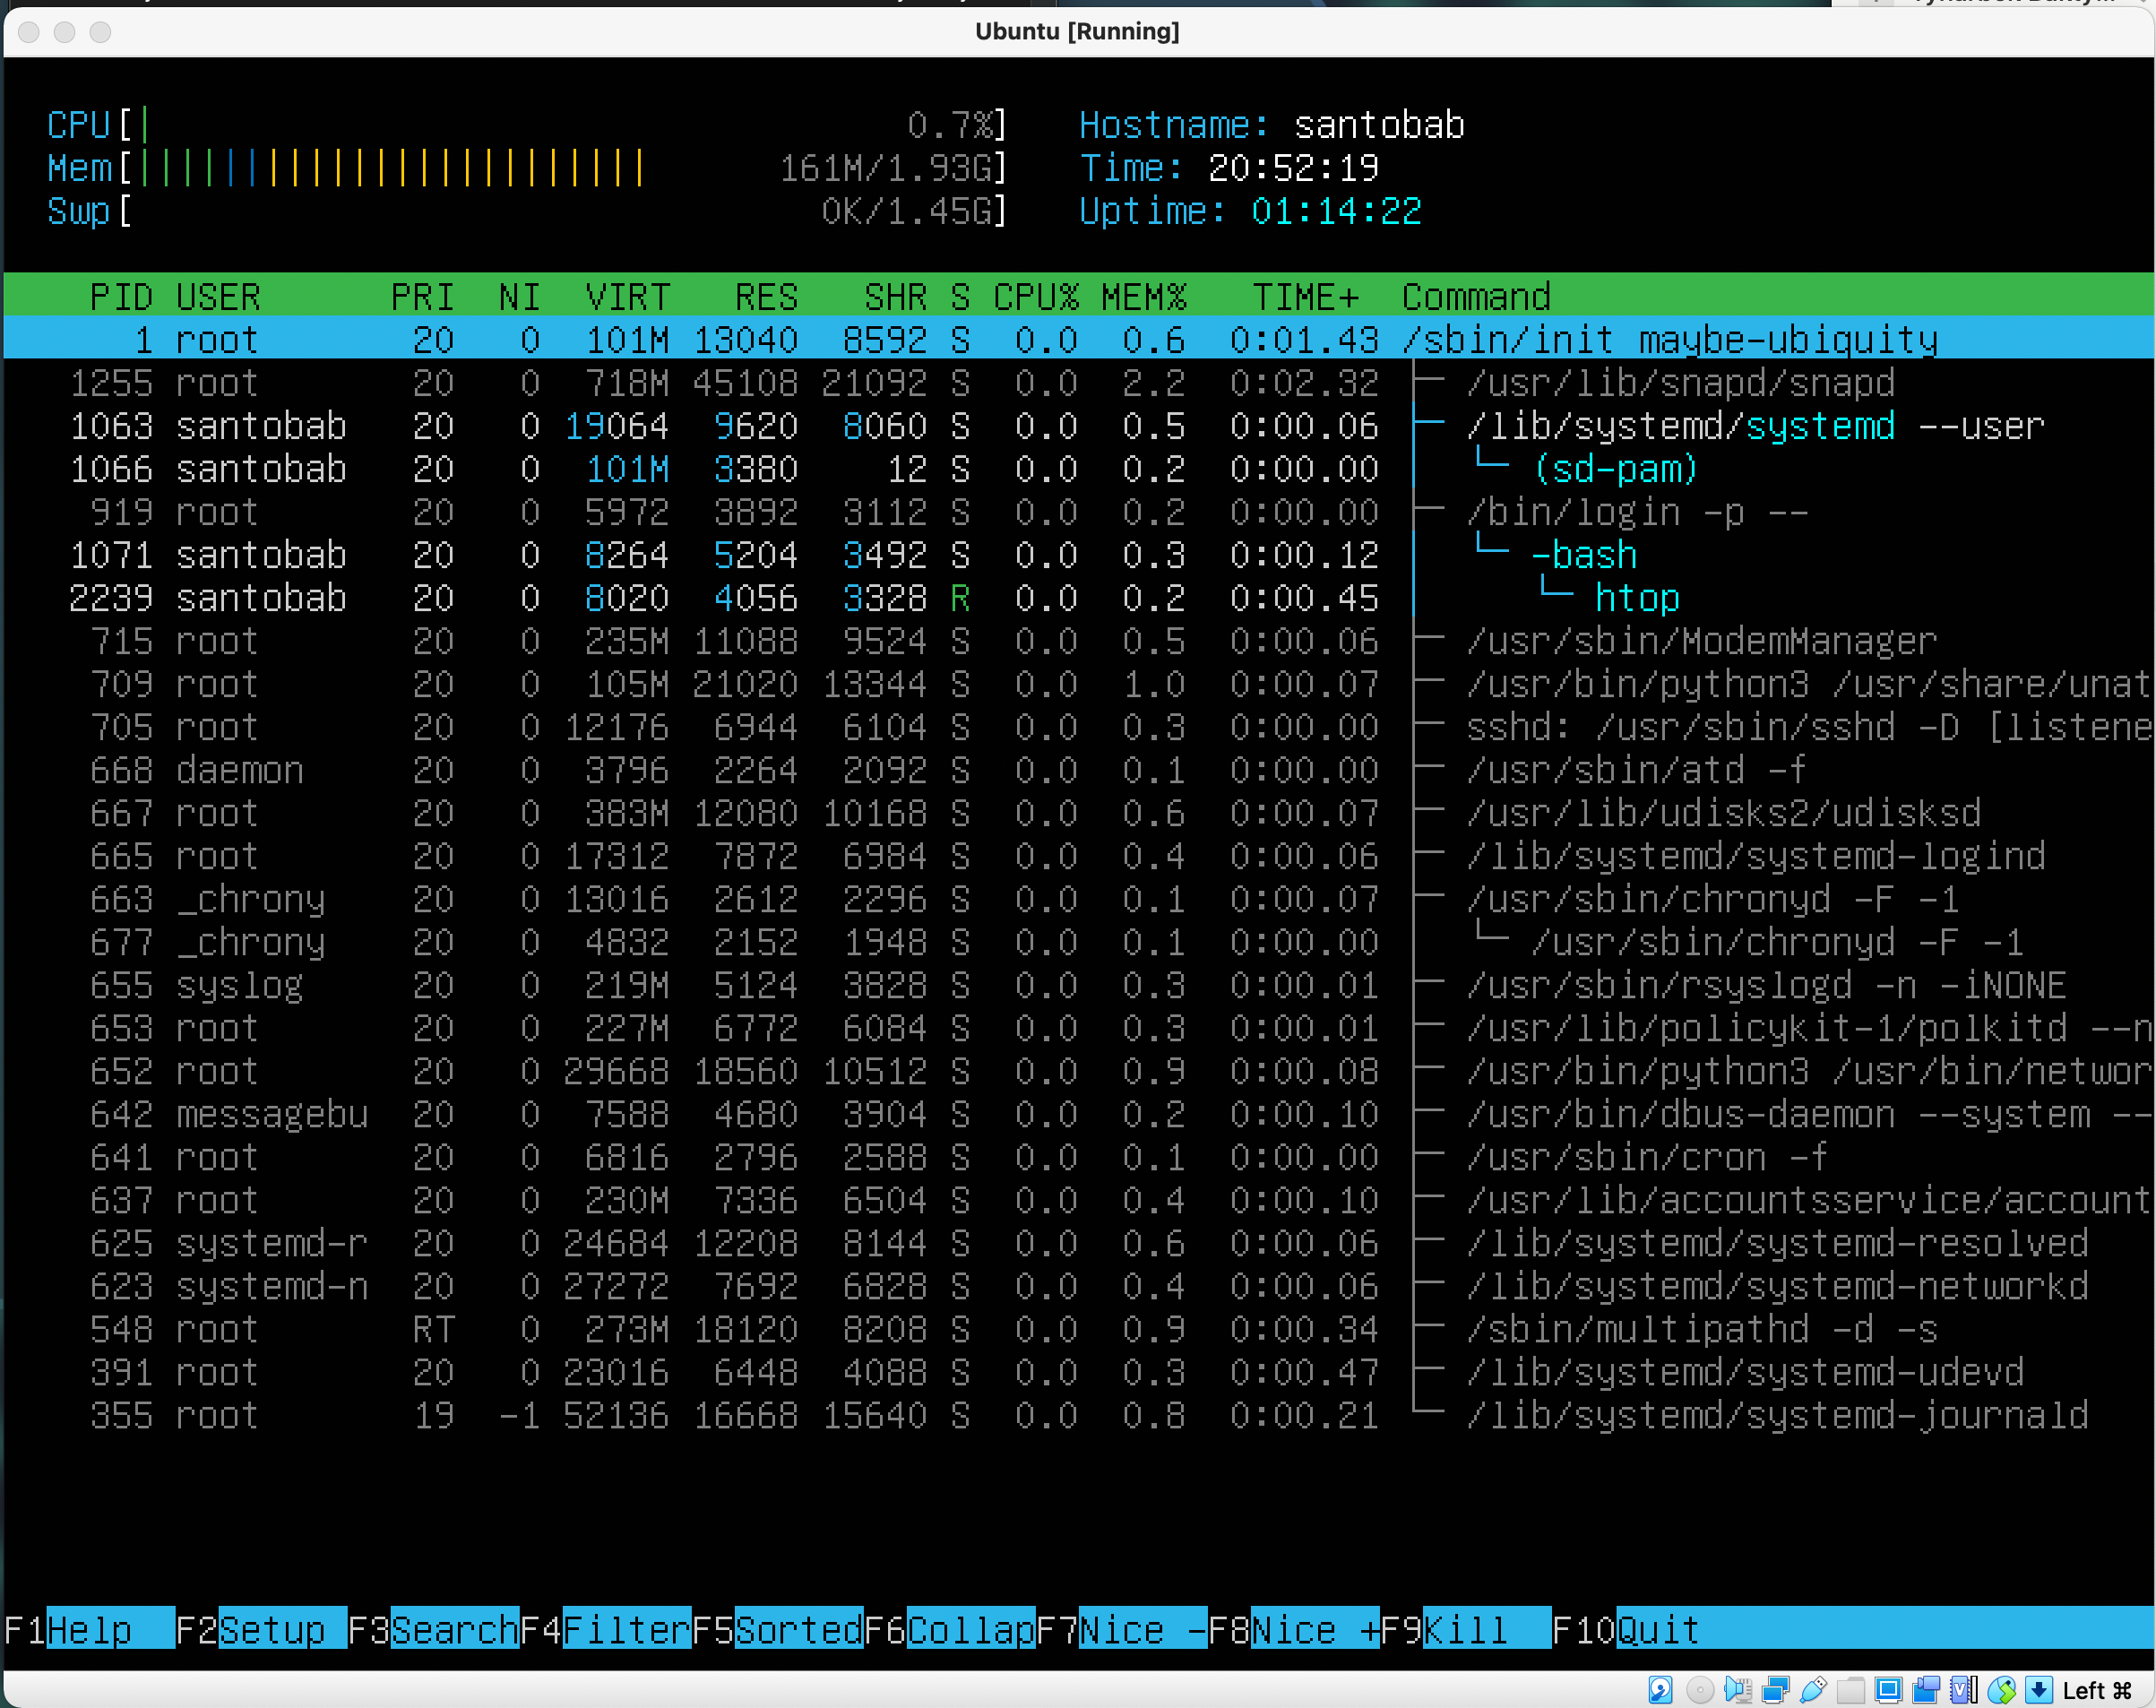 Ubuntu [Running]
CPU[| 0.7%] Hostname: santobab
Mem[|||||||||||||||||||||||| 161M/1.93G] Time: 20:52:19
Swp[ 0K/1.45G] Uptime: 01:14:22
PID USER PRI NI VIRT RES SHR S CPU% MEM% TIME+ Command
1 root 20 0 101M 13040 8592 S 0.0 0.6 0:01.43 /sbin/init maybe-ubiquity
1255 root 20 0 718M 45108 21092 S 0.0 2.2 0:02.32 ├─ /usr/lib/snapd/snapd
1063 santobab 20 0 19064 9620 8060 S 0.0 0.5 0:00.06 ├─ /lib/systemd/systemd --user
1066 santobab 20 0 101M 3380 12 S 0.0 0.2 0:00.00 │ └─ (sd-pam)
919 root 20 0 5972 3892 3112 S 0.0 0.2 0:00.00 ├─ /bin/login -p --
1071 santobab 20 0 8264 5204 3492 S 0.0 0.3 0:00.12 │ └─ -bash
2239 santobab 20 0 8020 4056 3328 R 0.0 0.2 0:00.45 │ └─ htop
715 root 20 0 235M 11088 9524 S 0.0 0.5 0:00.06 ├─ /usr/sbin/ModemManager
709 root 20 0 105M 21020 13344 S 0.0 1.0 0:00.07 ├─ /usr/bin/python3 /usr/share/unat
705 root 20 0 12176 6944 6104 S 0.0 0.3 0:00.00 ├─ sshd: /usr/sbin/sshd -D [listene
668 daemon 20 0 3796 2264 2092 S 0.0 0.1 0:00.00 ├─ /usr/sbin/atd -f
667 root 20 0 383M 12080 10168 S 0.0 0.6 0:00.07 ├─ /usr/lib/udisks2/udisksd
665 root 20 0 17312 7872 6984 S 0.0 0.4 0:00.06 ├─ /lib/systemd/systemd-logind
663 _chrony 20 0 13016 2612 2296 S 0.0 0.1 0:00.07 ├─ /usr/sbin/chronyd -F -1
677 _chrony 20 0 4832 2152 1948 S 0.0 0.1 0:00.00 │ └─ /usr/sbin/chronyd -F -1
655 syslog 20 0 219M 5124 3828 S 0.0 0.3 0:00.01 ├─ /usr/sbin/rsyslogd -n -iNONE
653 root 20 0 227M 6772 6084 S 0.0 0.3 0:00.01 ├─ /usr/lib/policykit-1/polkitd --n
652 root 20 0 29668 18560 10512 S 0.0 0.9 0:00.08 ├─ /usr/bin/python3 /usr/bin/networ
642 messagebu 20 0 7588 4680 3904 S 0.0 0.2 0:00.10 ├─ /usr/bin/dbus-daemon --system --
641 root 20 0 6816 2796 2588 S 0.0 0.1 0:00.00 ├─ /usr/sbin/cron -f
637 root 20 0 230M 7336 6504 S 0.0 0.4 0:00.10 ├─ /usr/lib/accountsservice/account
625 systemd-r 20 0 24684 12208 8144 S 0.0 0.6 0:00.06 ├─ /lib/systemd/systemd-resolved
623 systemd-n 20 0 27272 7692 6828 S 0.0 0.4 0:00.06 ├─ /lib/systemd/systemd-networkd
548 root RT 0 273M 18120 8208 S 0.0 0.9 0:00.34 ├─ /sbin/multipathd -d -s
391 root 20 0 23016 6448 4088 S 0.0 0.3 0:00.47 ├─ /lib/systemd/systemd-udevd
355 root 19 -1 52136 16668 15640 S 0.0 0.8 0:00.21 └─ /lib/systemd/systemd-journald
F1Help F2Setup F3SearchF4FilterF5SortedF6CollapF7Nice -F8Nice +F9Kill F10Quit
Left ⌘